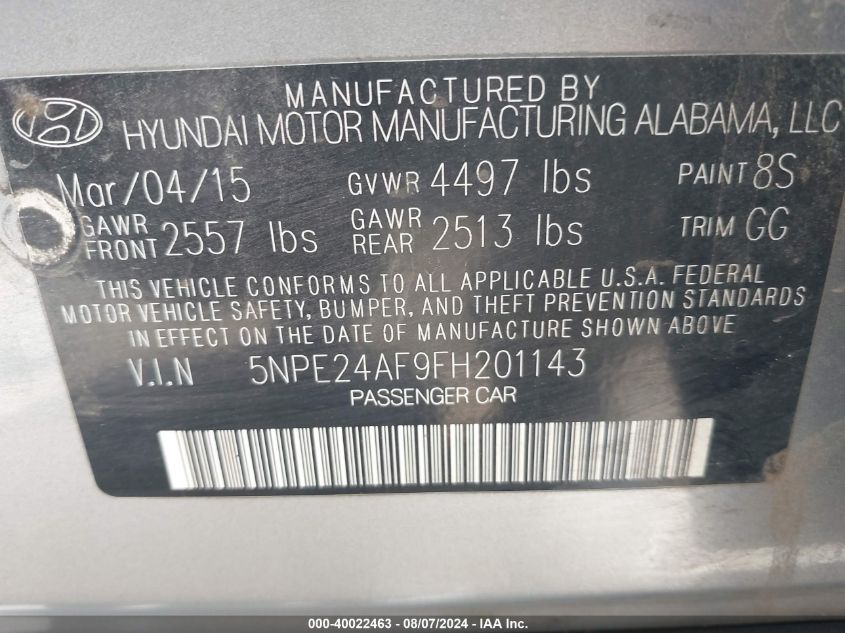 MANUFACTURED BY
HYUNDAI MOTOR MANUFACTURING ALABAMA, LLC
Mar/04/15 GVWR 4497 lbs PAINT 8S
GAWR FRONT 2557 lbs GAWR REAR 2513 lbs TRIM GG
THIS VEHICLE CONFORMS TO ALL APPLICABLE U.S.A. FEDERAL
MOTOR VEHICLE SAFETY, BUMPER, AND THEFT PREVENTION STANDARDS
IN EFFECT ON THE DATE OF MANUFACTURE SHOWN ABOVE
V.I.N 5NPE24AF9FH201143
PASSENGER CAR
000-40022463 - 08/07/2024 - IAA Inc.